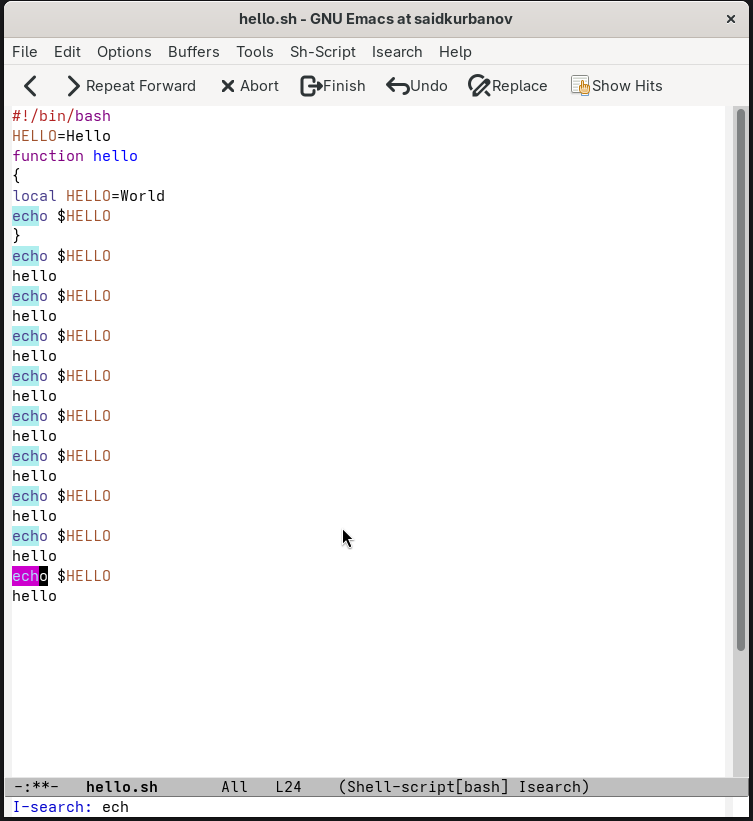 hello.sh - GNU Emacs at saidkurbanov
File Edit Options Buffers Tools Sh-Script Isearch Help
Repeat Forward Abort Finish Undo Replace Show Hits
#!/bin/bash
HELLO=Hello
function hello
{
local HELLO=World
echo $HELLO
}
echo $HELLO
hello
echo $HELLO
hello
echo $HELLO
hello
echo $HELLO
hello
echo $HELLO
hello
echo $HELLO
hello
echo $HELLO
hello
echo $HELLO
hello
echo $HELLO
hello
-:**- hello.sh All L24 (Shell-script[bash] Isearch)
I-search: ech